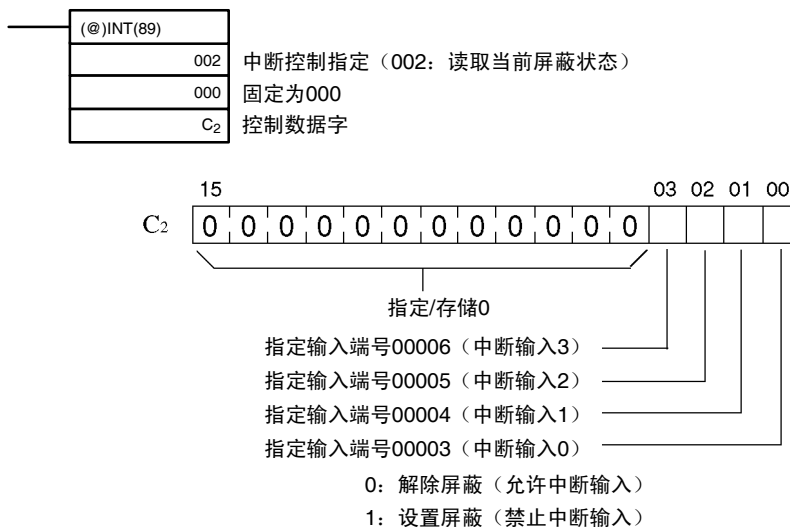 (@)INT(89)
002 中断控制指定（002：读取当前屏蔽状态）
000 固定为000
C2 控制数据字
15 03 02 01 00
C2 0 0 0 0 0 0 0 0 0 0 0 0
指定/存储0
指定输入端号00006（中断输入3）
指定输入端号00005（中断输入2）
指定输入端号00004（中断输入1）
指定输入端号00003（中断输入0）
0：解除屏蔽（允许中断输入）
1：设置屏蔽（禁止中断输入）